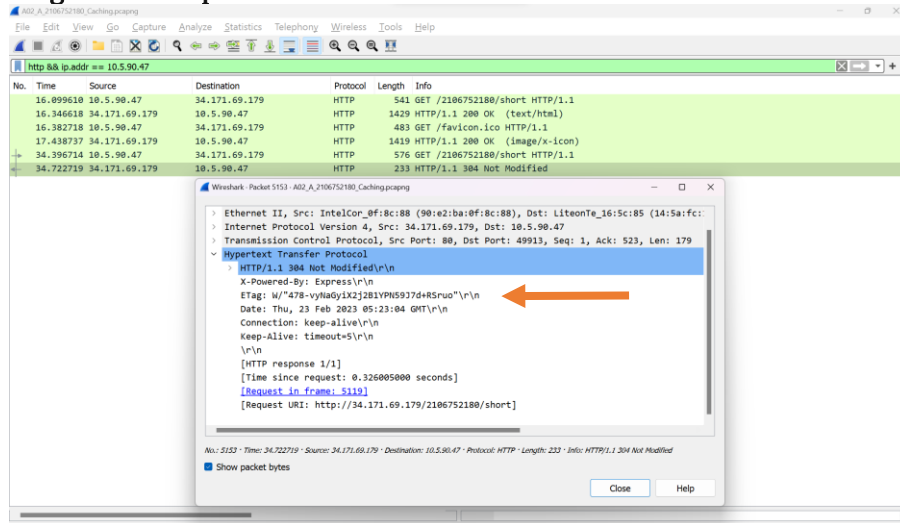 A02_A_2106752180_Caching.pcapng
File Edit View Go Capture Analyze Statistics Telephony Wireless Tools Help
http && ip.addr == 10.5.90.47
No. Time Source Destination Protocol Length Info
16.099610 10.5.90.47 34.171.69.179 HTTP 541 GET /2106752180/short HTTP/1.1
16.346618 34.171.69.179 10.5.90.47 HTTP 1429 HTTP/1.1 200 OK (text/html)
16.382718 10.5.90.47 34.171.69.179 HTTP 483 GET /favicon.ico HTTP/1.1
17.438737 34.171.69.179 10.5.90.47 HTTP 1419 HTTP/1.1 200 OK (image/x-icon)
34.396714 10.5.90.47 34.171.69.179 HTTP 576 GET /2106752180/short HTTP/1.1
34.722719 34.171.69.179 10.5.90.47 HTTP 233 HTTP/1.1 304 Not Modified
Wireshark · Packet 5153 · A02_A_2106752180_Caching.pcapng
Ethernet II, Src: IntelCor_0f:8c:88 (90:e2:ba:0f:8c:88), Dst: LiteonTe_16:5c:85 (14:5a:fc:
Internet Protocol Version 4, Src: 34.171.69.179, Dst: 10.5.90.47
Transmission Control Protocol, Src Port: 80, Dst Port: 49913, Seq: 1, Ack: 523, Len: 179
Hypertext Transfer Protocol
HTTP/1.1 304 Not Modified\r\n
X-Powered-By: Express\r\n
ETag: W/"478-vyNaGyiX2j2B1YPN59J7d+RSruo"\r\n
Date: Thu, 23 Feb 2023 05:23:04 GMT\r\n
Connection: keep-alive\r\n
Keep-Alive: timeout=5\r\n
\r\n
[HTTP response 1/1]
[Time since request: 0.326005000 seconds]
[Request in frame: 5119]
[Request URI: http://34.171.69.179/2106752180/short]
No.: 5153 · Time: 34.722719 · Source: 34.171.69.179 · Destination: 10.5.90.47 · Protocol: HTTP · Length: 233 · Info: HTTP/1.1 304 Not Modified
Show packet bytes
Close Help